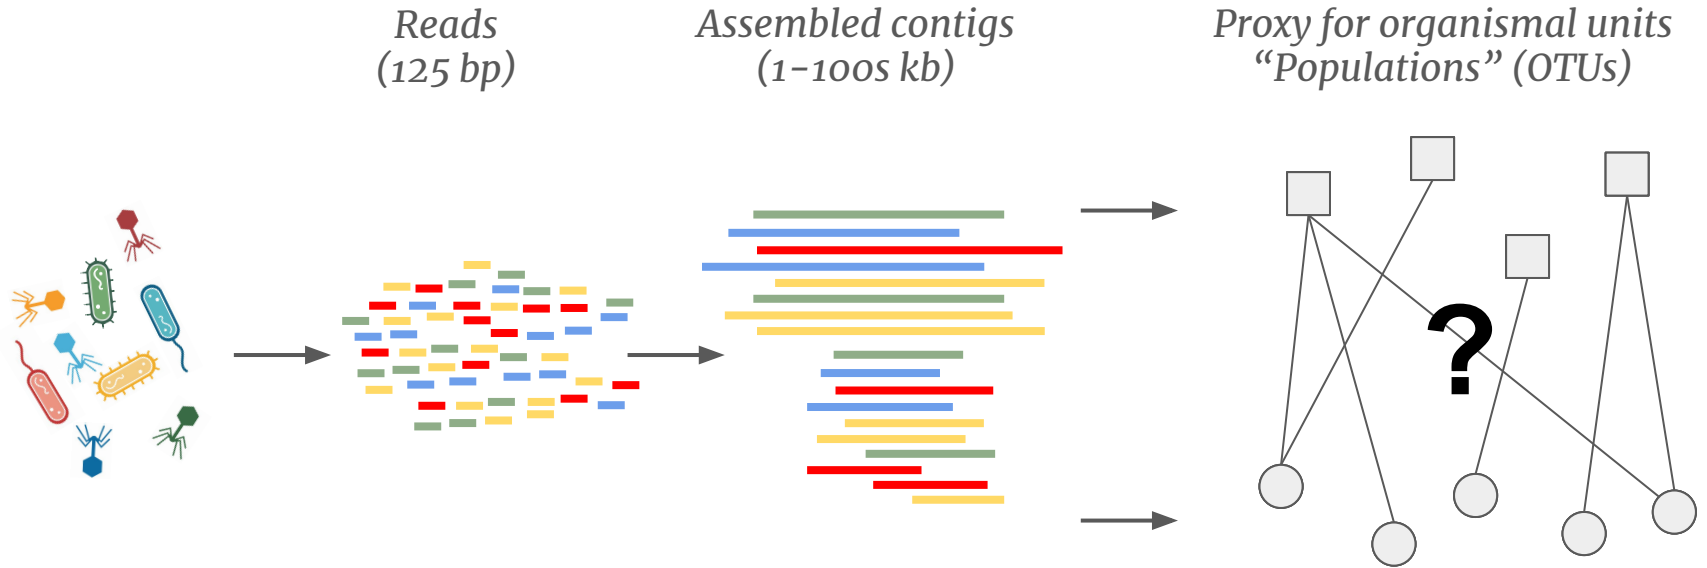 Reads
(125 bp)
Assembled contigs
(1-100s kb)
Proxy for organismal units
“Populations” (OTUs)
?